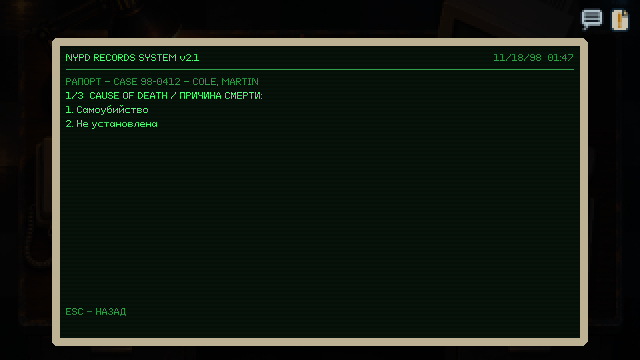 NYPD RECORDS SYSTEM v2.1
11/18/98 01:47
РАПОРТ – CASE 98-0412 – COLE, MARTIN
1/3 CAUSE OF DEATH / ПРИЧИНА СМЕРТИ:
1. Самоубийство
2. Не установлена
ESC – НАЗАД